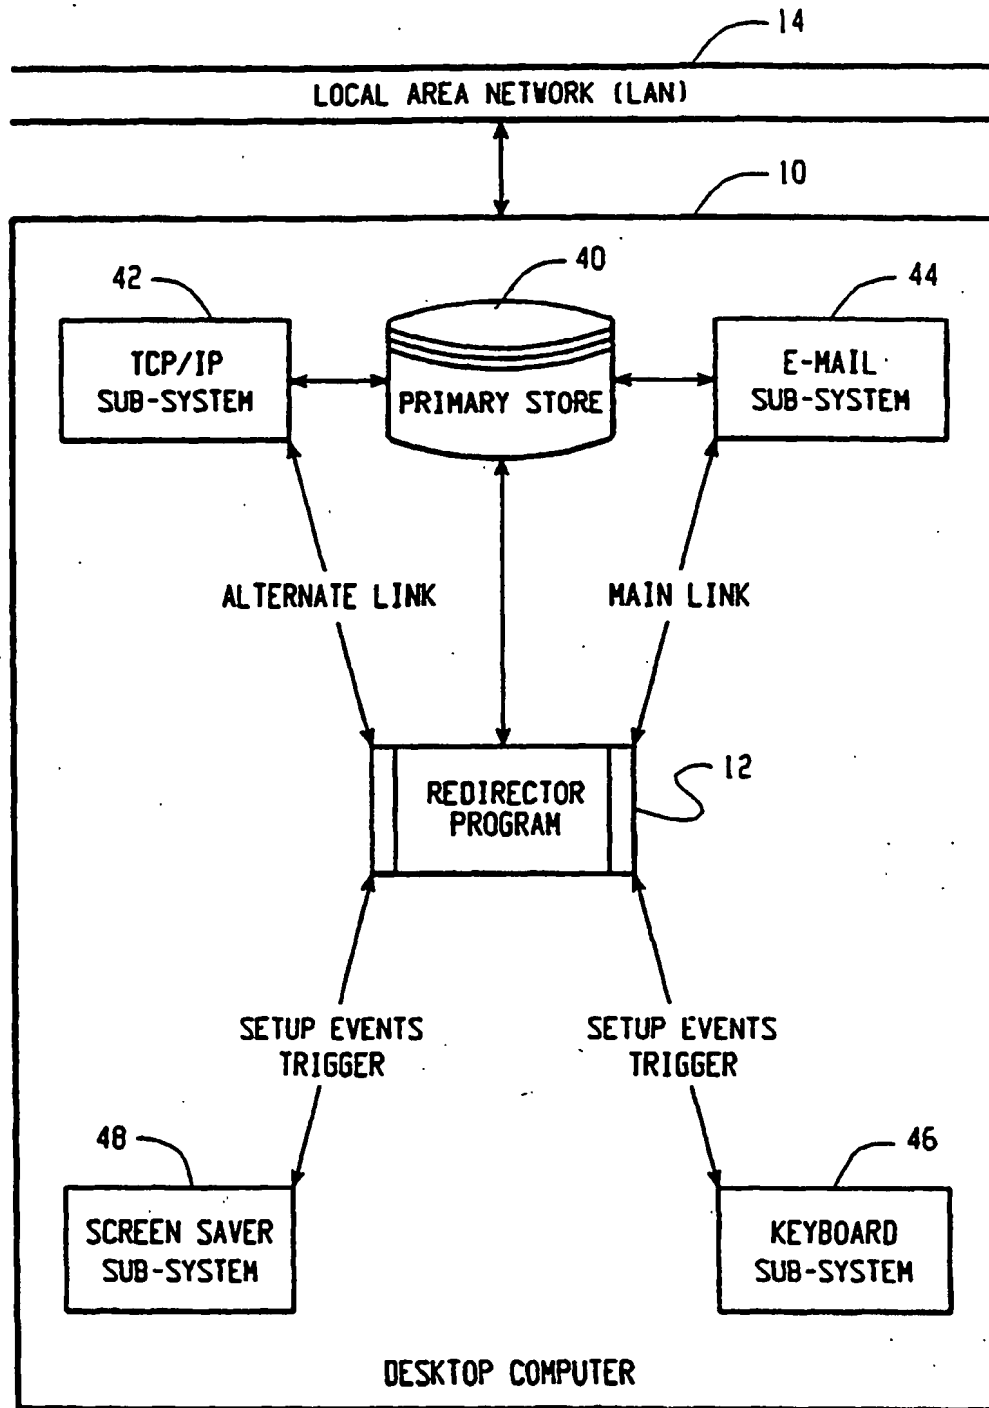 14
LOCAL AREA NETWORK (LAN)
10
42
40
44
TCP/IP
SUB-SYSTEM
PRIMARY STORE
E-MAIL
SUB-SYSTEM
ALTERNATE LINK
MAIN LINK
REDIRECTOR
PROGRAM
12
SETUP EVENTS
TRIGGER
SETUP EVENTS
TRIGGER
48
46
SCREEN SAVER
SUB-SYSTEM
KEYBOARD
SUB-SYSTEM
DESKTOP COMPUTER